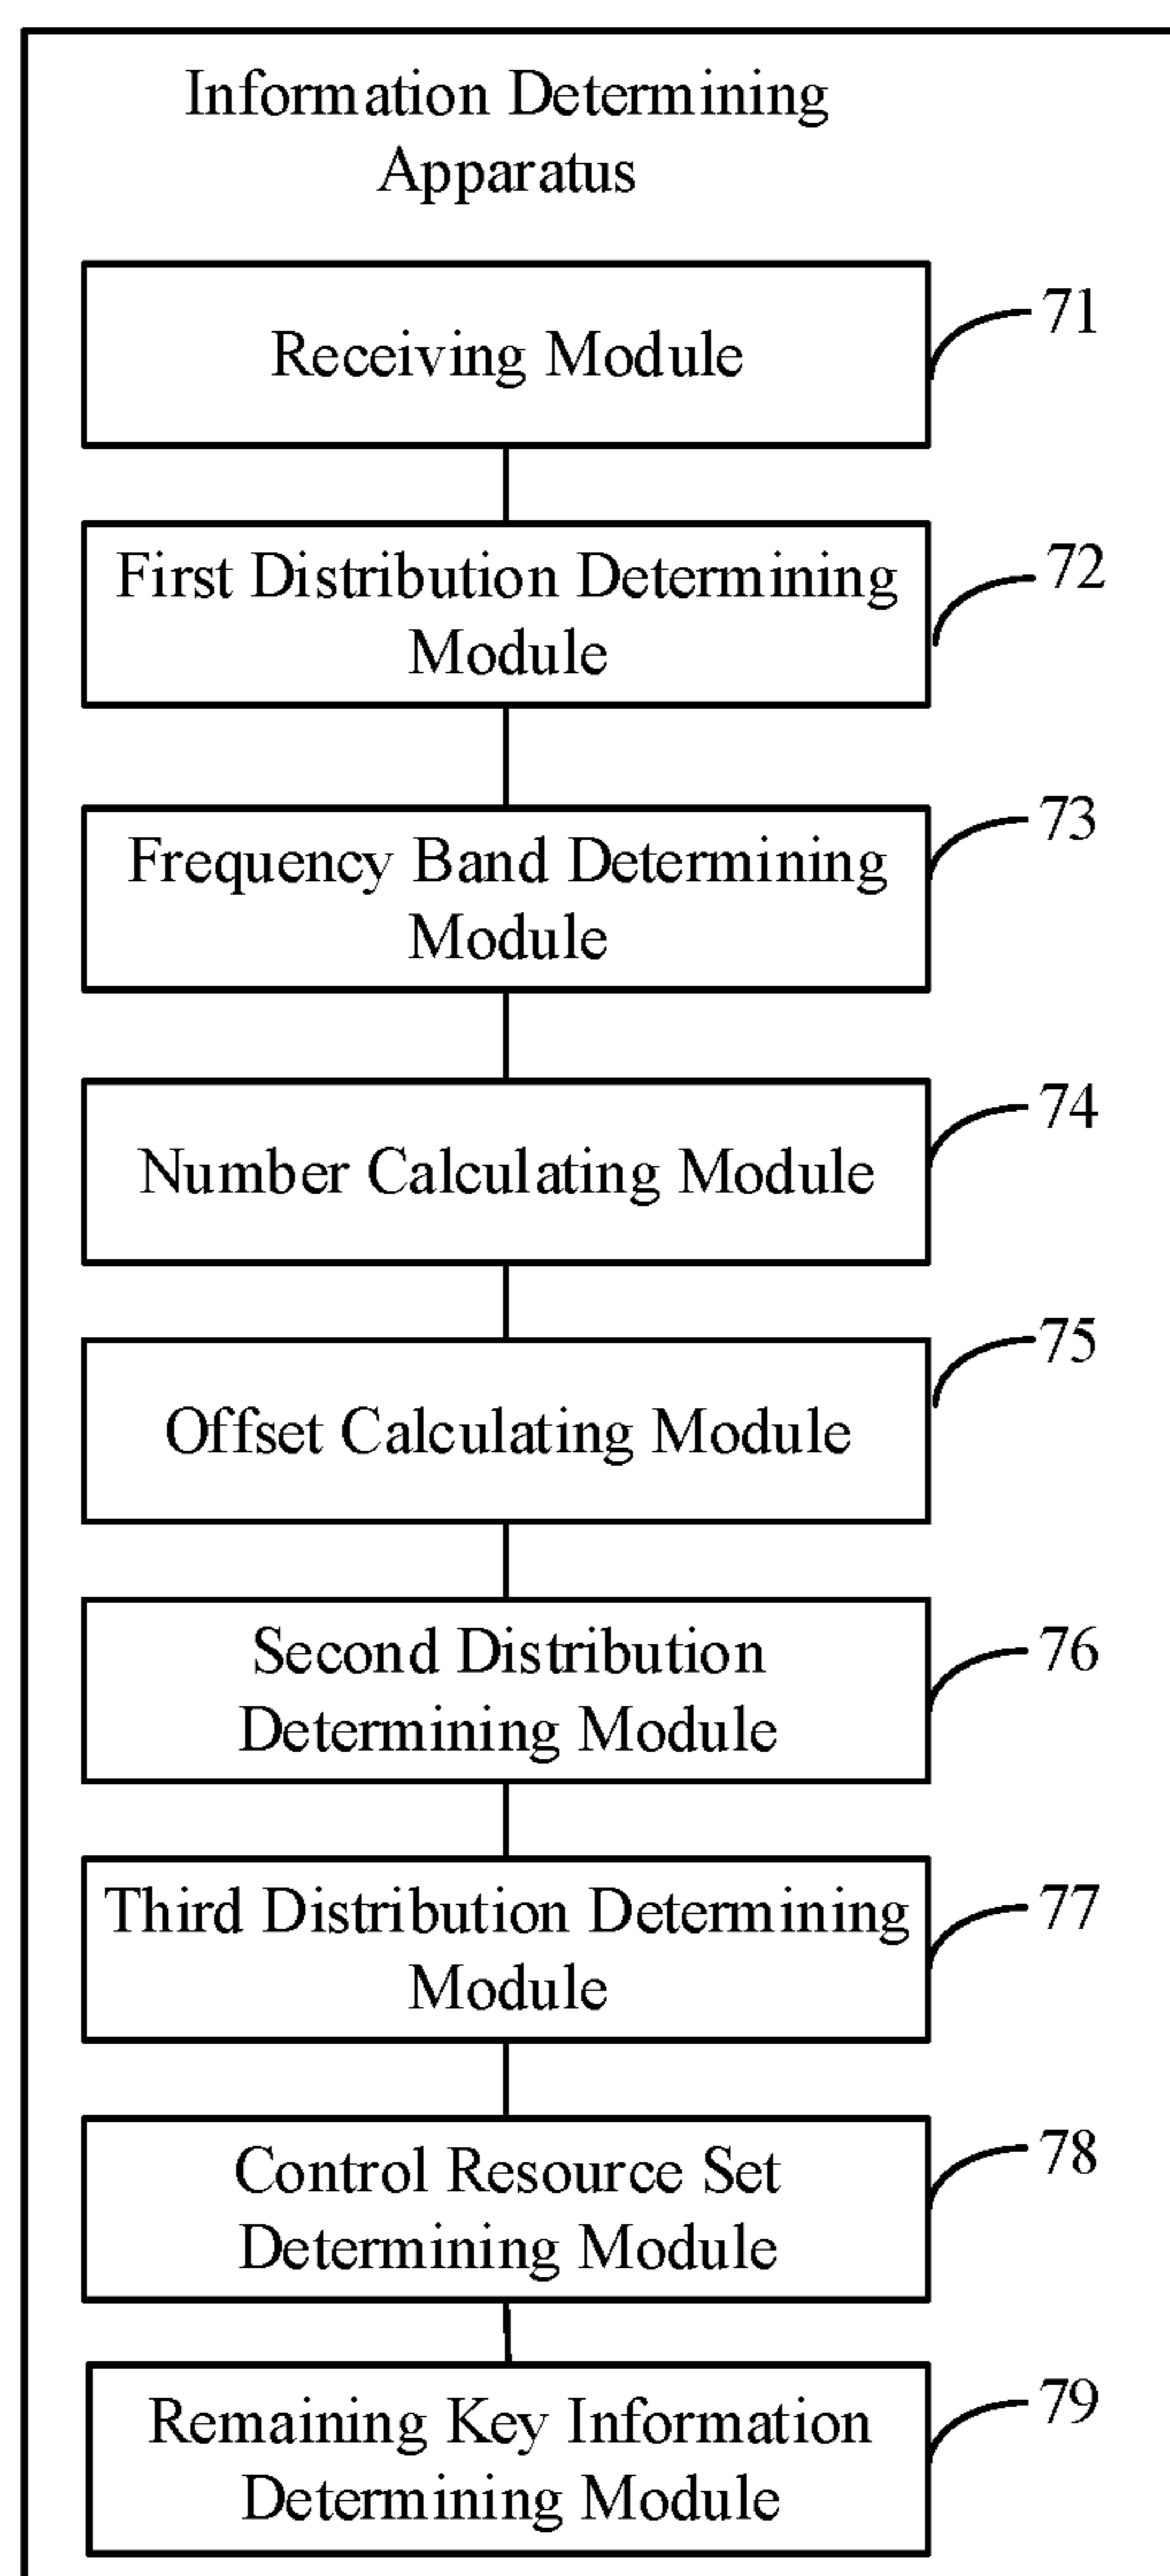 Information Determining
Apparatus
Receiving Module
71
First Distribution Determining
Module
72
Frequency Band Determining
Module
73
Number Calculating Module
74
Offset Calculating Module
75
Second Distribution
Determining Module
76
Third Distribution Determining
Module
77
Control Resource Set
Determining Module
78
Remaining Key Information
Determining Module
79